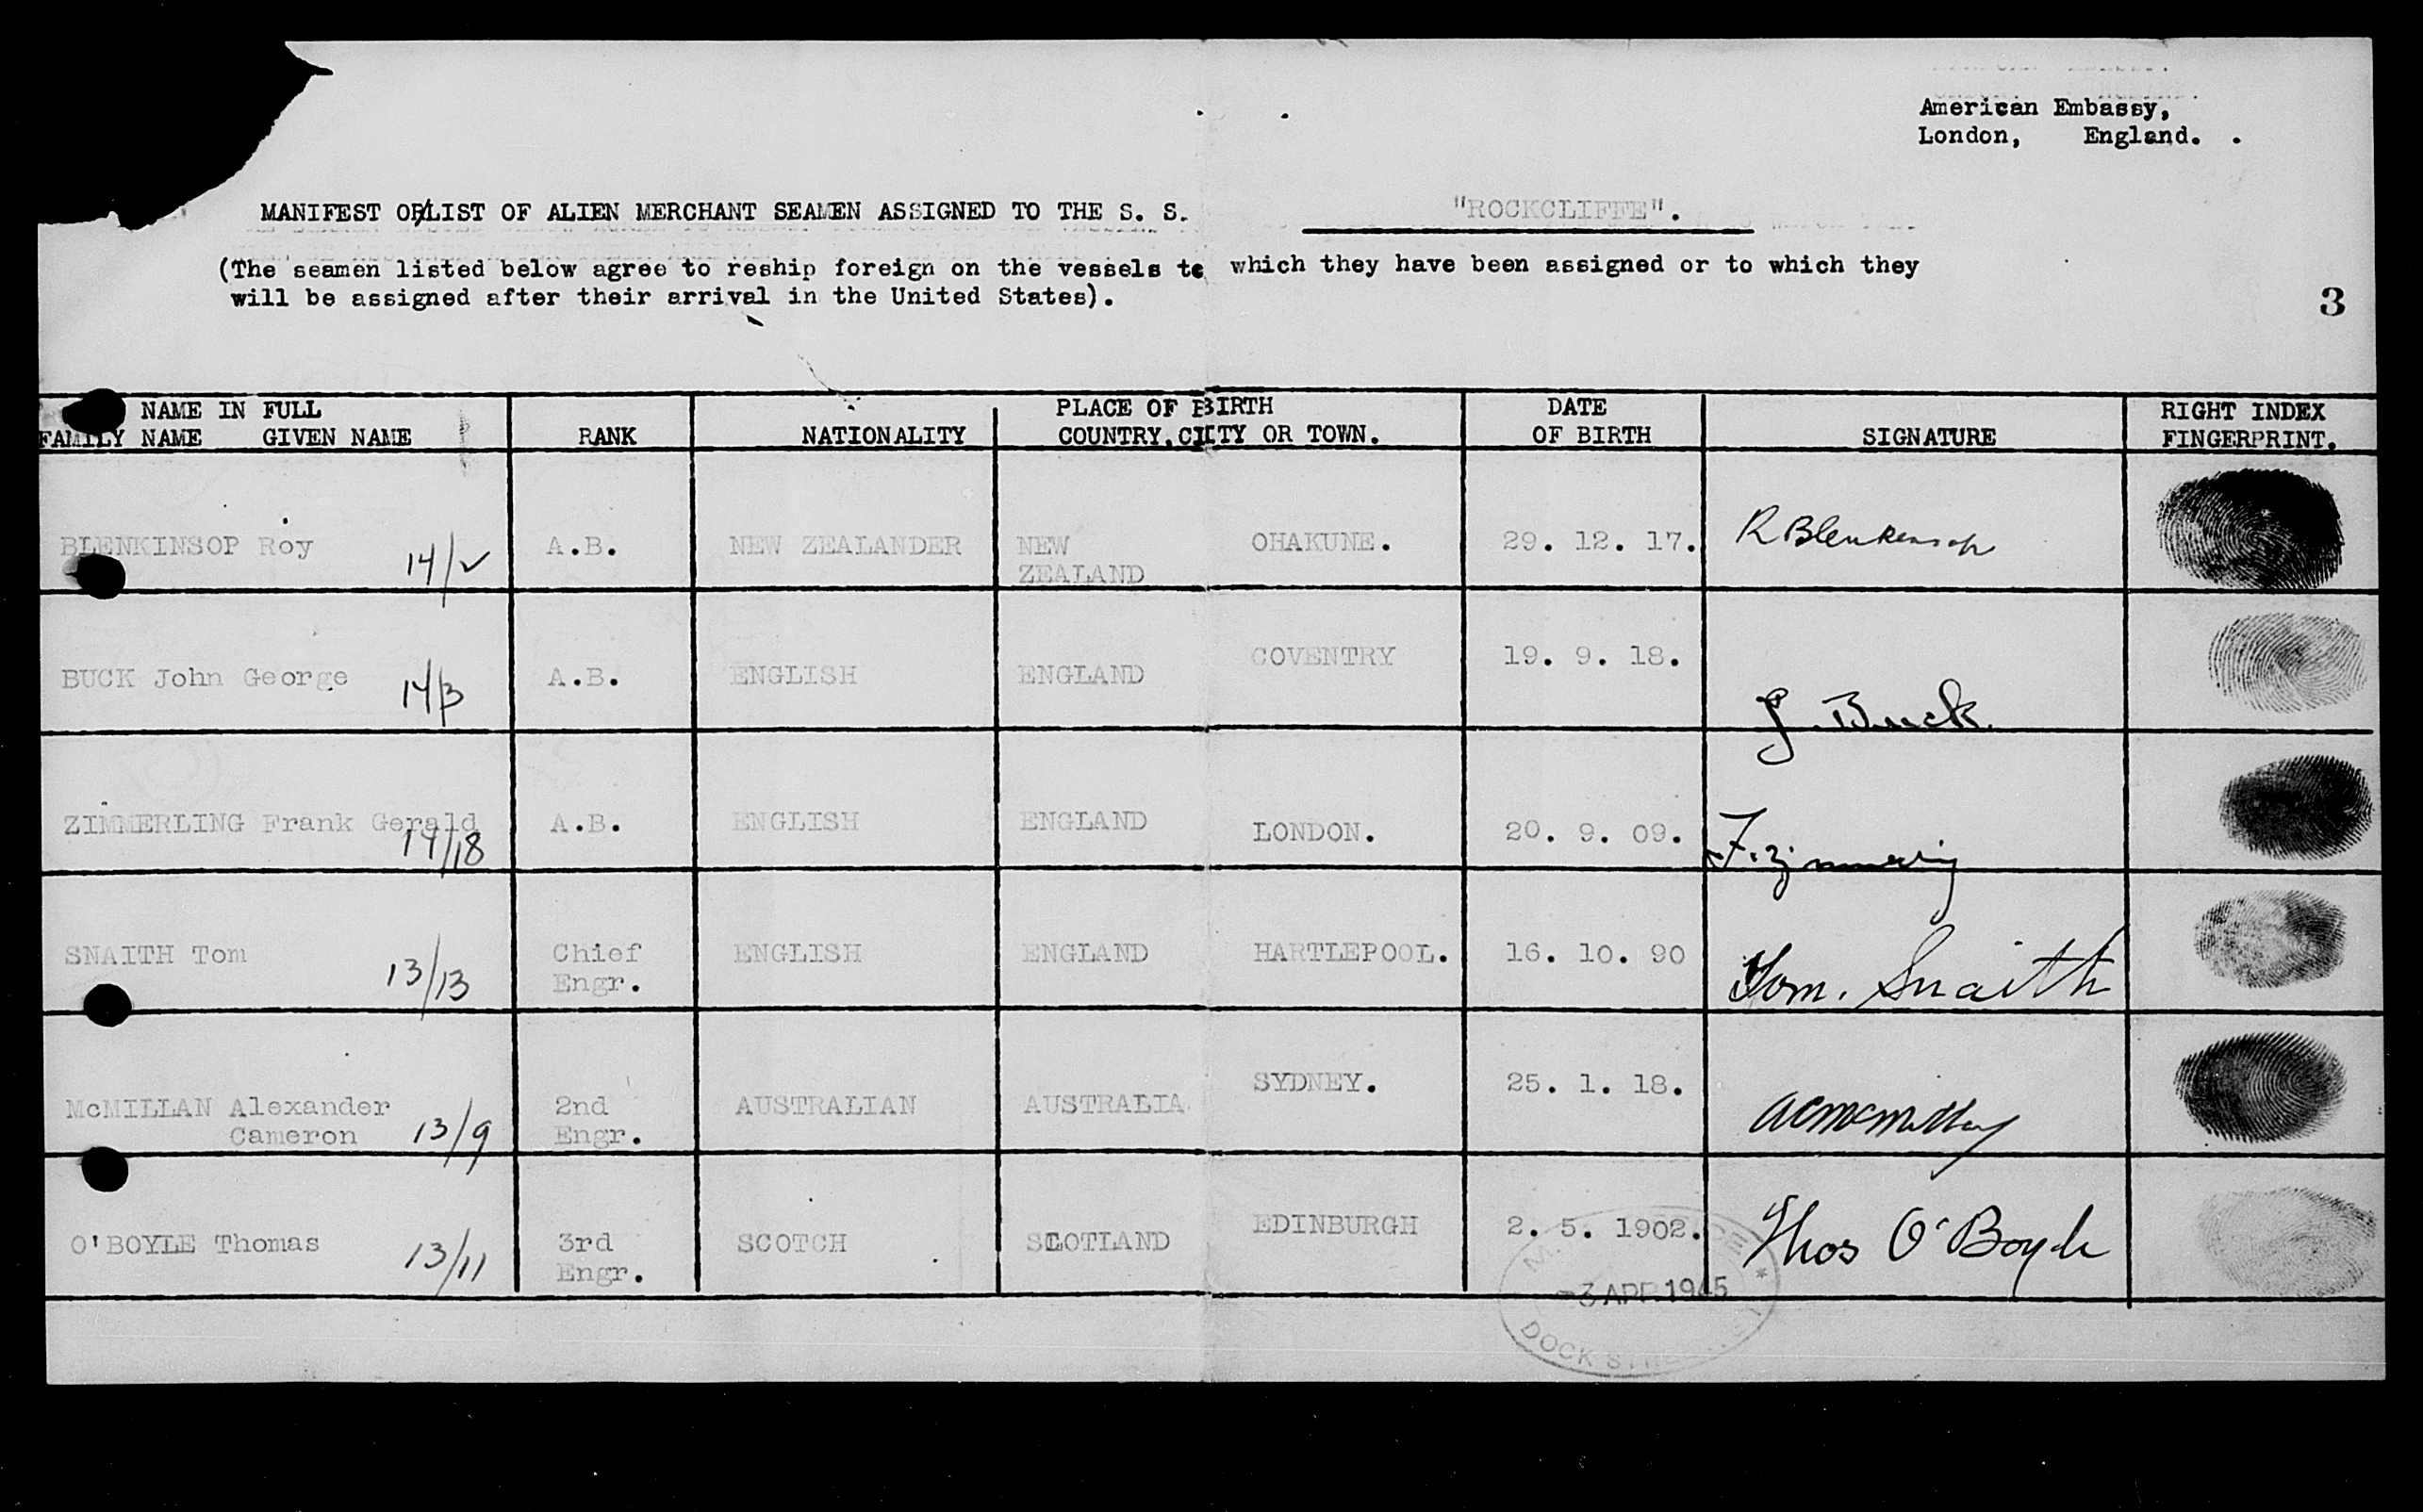 American Embassy,
London, England.
MANIFEST OR LIST OF ALIEN MERCHANT SEAMEN ASSIGNED TO THE S. S. "ROCKCLIFFE".
(The seamen listed below agree to reship foreign on the vessels to which they have been assigned or to which they
will be assigned after their arrival in the United States).
3
NAME IN FULL PLACE OF BIRTH DATE RIGHT INDEX
FAMILY NAME GIVEN NAME RANK NATIONALITY COUNTRY, CITY OR TOWN. OF BIRTH SIGNATURE FINGERPRINT.
BLENKINSOP Roy 14/2 A.B. NEW ZEALANDER NEW ZEALAND OHAKUNE. 29. 12. 17. R Blenkinsop
BUCK John George 14/3 A.B. ENGLISH ENGLAND COVENTRY 19. 9. 18. J. Buck.
ZIMMERLING Frank Gerald 14/18 A.B. ENGLISH ENGLAND LONDON. 20. 9. 09. F. Zimmerling
SNAITH Tom 13/13 Chief Engr. ENGLISH ENGLAND HARTLEPOOL. 16. 10. 90 Tom. Snaith
McMILLAN Alexander Cameron 13/9 2nd Engr. AUSTRALIAN AUSTRALIA SYDNEY. 25. 1. 18. A C McMillan
O'BOYLE Thomas 13/11 3rd Engr. SCOTCH SCOTLAND EDINBURGH 2. 5. 1902. Thos O'Boyle
-3 APR 1945
DOCK